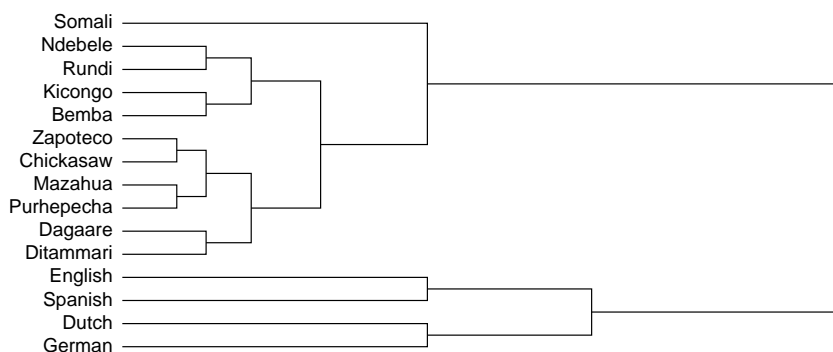 Somali
Ndebele
Rundi
Kicongo
Bemba
Zapoteco
Chickasaw
Mazahua
Purhepecha
Dagaare
Ditammari
English
Spanish
Dutch
German